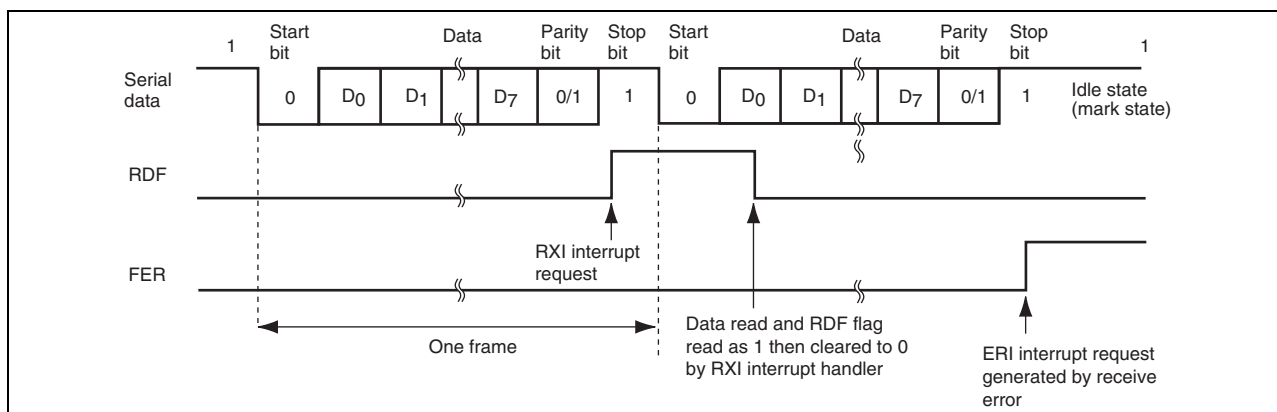 1
Start
bit
Data
Parity
bit
Stop
bit
Start
bit
Data
Parity
bit
Stop
bit
1
Serial
data
0 D0 D1 D7 0/1 1 0 D0 D1 D7 0/1 1
Idle state
(mark state)
RDF
RXI interrupt
request
FER
One frame
Data read and RDF flag
read as 1 then cleared to 0
by RXI interrupt handler
ERI interrupt request
generated by receive
error